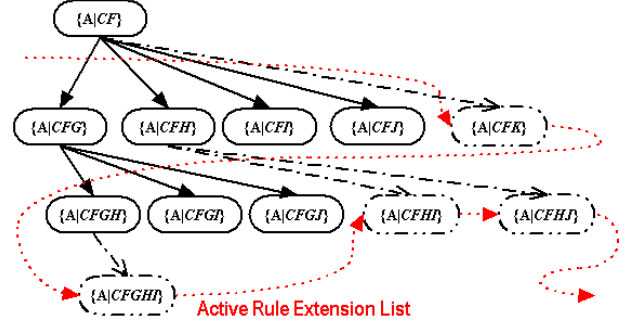 {A|CF}
{A|CFG} {A|CFH} {A|CFI} {A|CFJ} {A|CFK}
{A|CFGH} {A|CFGI} {A|CFGJ} {A|CFHI} {A|CFHJ}
{A|CFGHI}
Active Rule Extension List